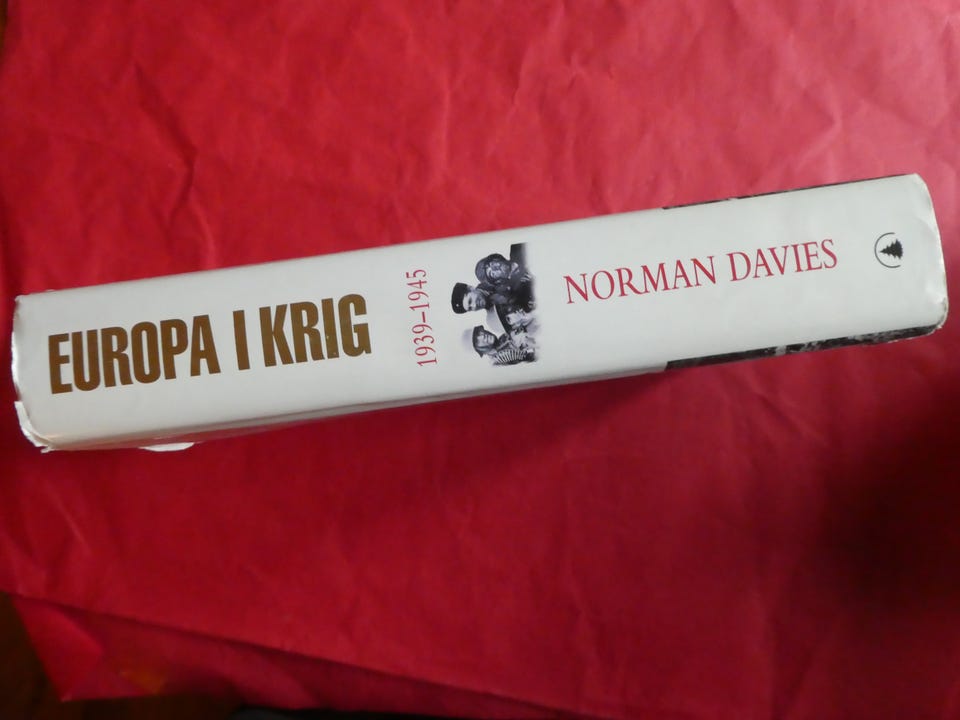 EUROPA I KRIG
1939–1945
NORMAN DAVIES